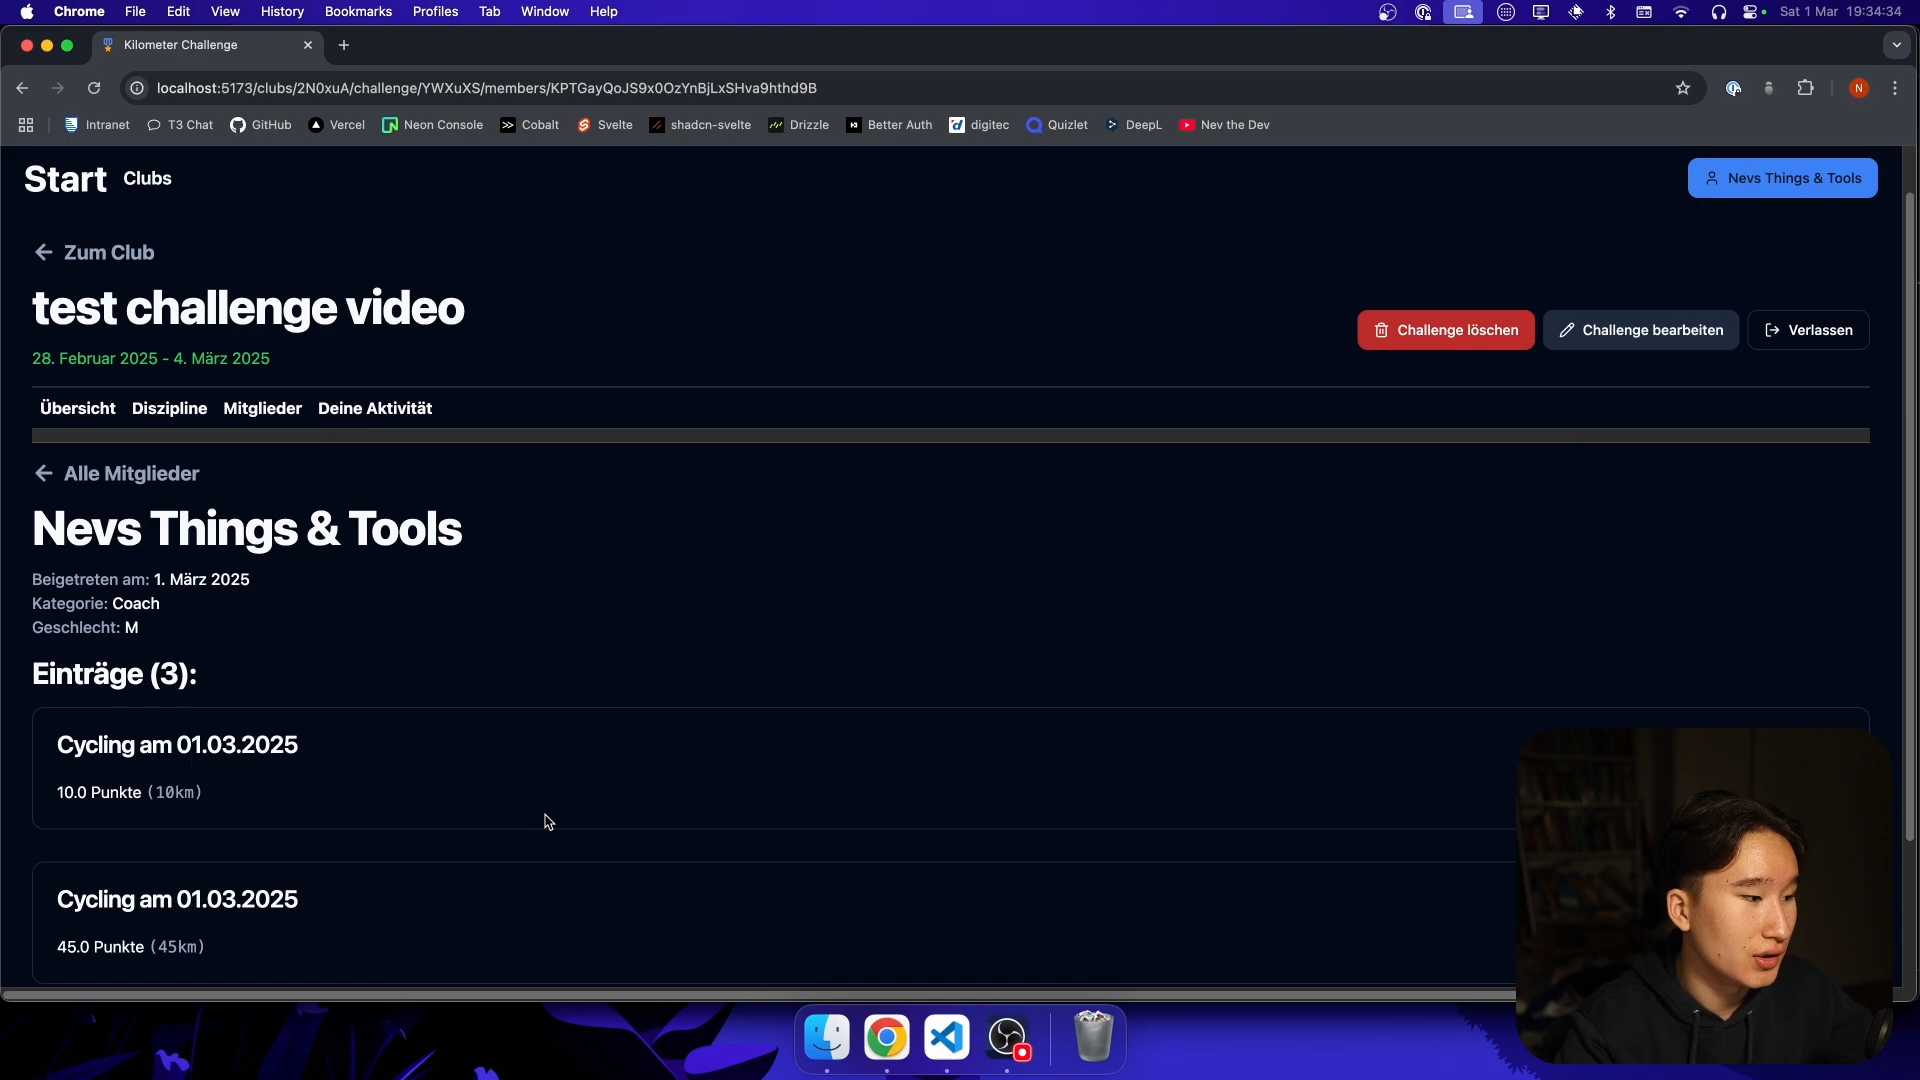 Chrome File Edit View History Bookmarks Profiles Tab Window Help
Sat 1 Mar 19:34:34
Kilometer Challenge
localhost:5173/clubs/2N0xuA/challenge/YWXuXS/members/KPTGayQoJS9x0OzYnBjLxSHva9hthd9B
N
Intranet T3 Chat GitHub Vercel Neon Console Cobalt Svelte shadcn-svelte Drizzle Better Auth digitec Quizlet DeepL Nev the Dev
Start Clubs
Nevs Things & Tools
Zum Club
test challenge video
Challenge löschen Challenge bearbeiten Verlassen
28. Februar 2025 - 4. März 2025
Übersicht Disziplinen Mitglieder Deine Aktivität
Alle Mitglieder
Nevs Things & Tools
Beigetreten am: 1. März 2025
Kategorie: Coach
Geschlecht: M
Einträge (3):
Cycling am 01.03.2025
10.0 Punkte (10km)
Cycling am 01.03.2025
45.0 Punkte (45km)